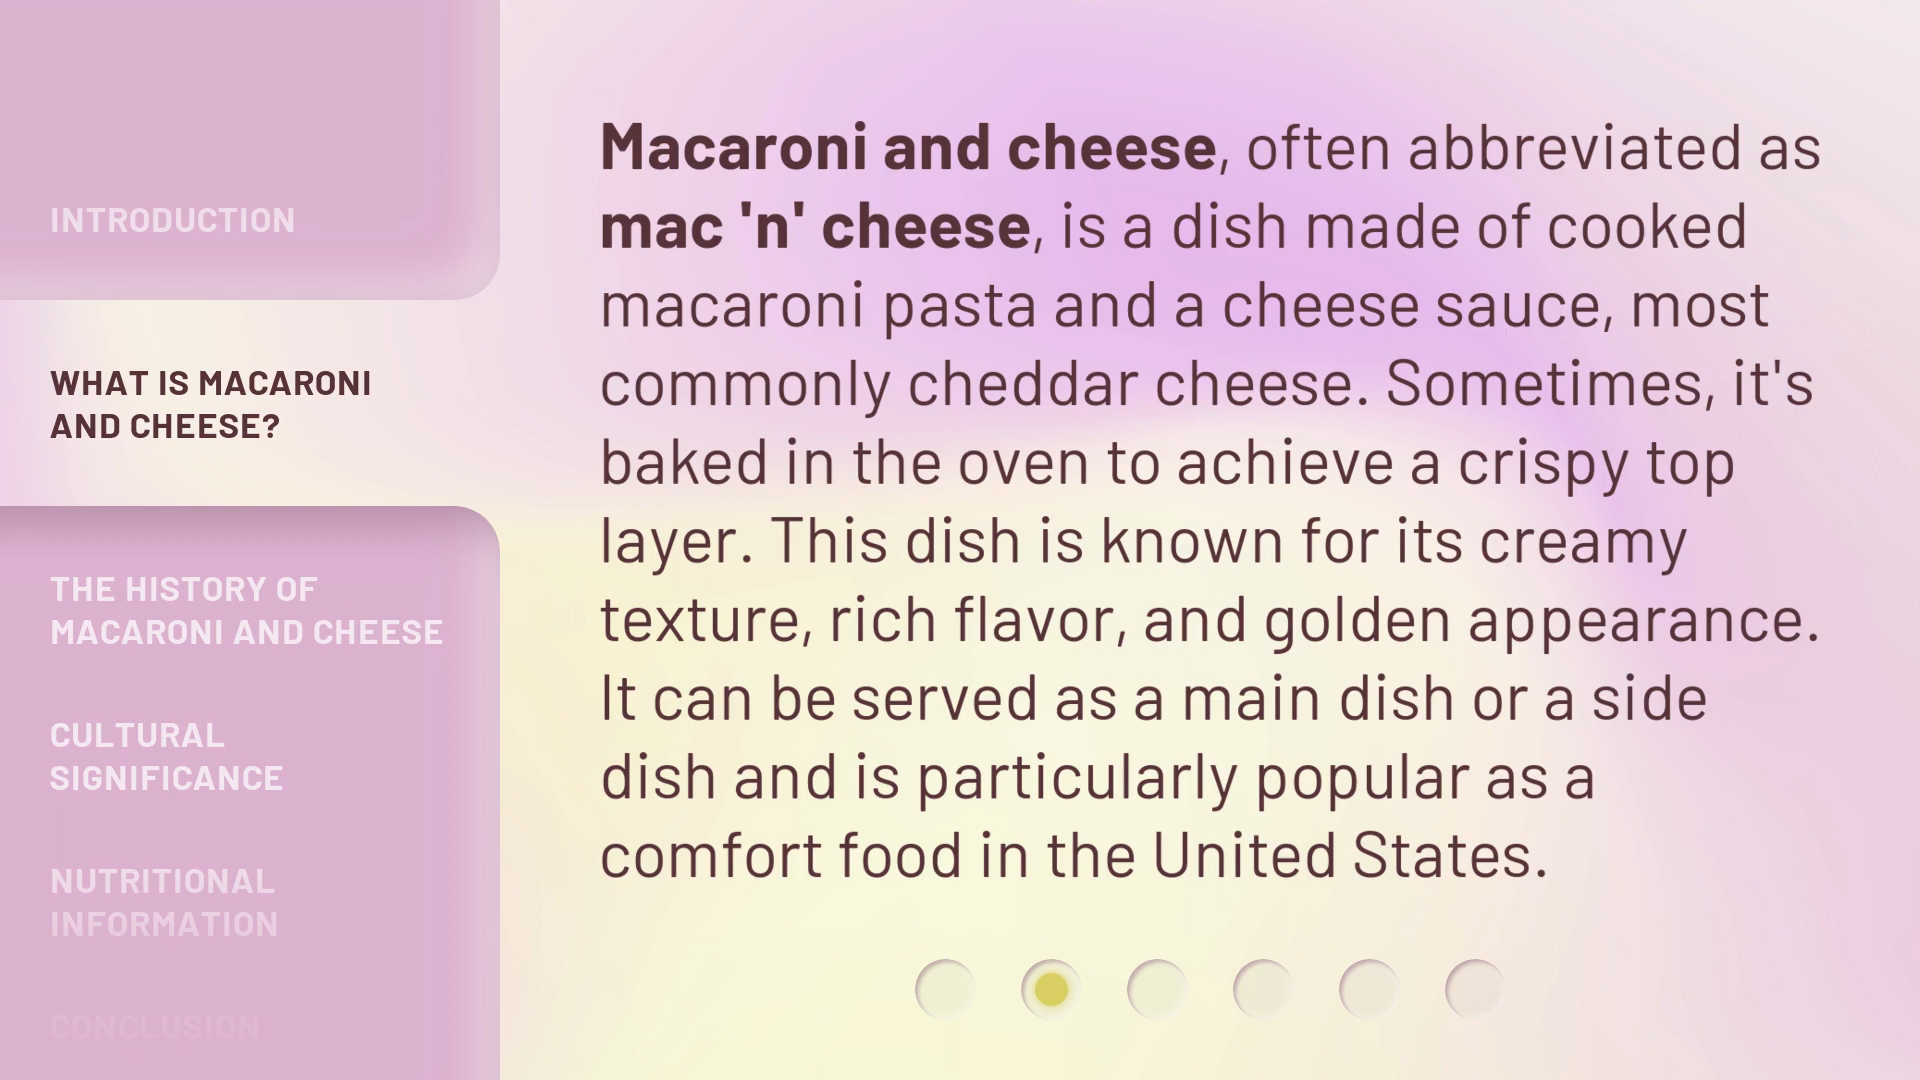 INTRODUCTION
WHAT IS MACARONI
AND CHEESE?
THE HISTORY OF
MACARONI AND CHEESE
CULTURAL
SIGNIFICANCE
NUTRITIONAL
INFORMATION
CONCLUSION
Macaroni and cheese, often abbreviated as
mac 'n' cheese, is a dish made of cooked
macaroni pasta and a cheese sauce, most
commonly cheddar cheese. Sometimes, it's
baked in the oven to achieve a crispy top
layer. This dish is known for its creamy
texture, rich flavor, and golden appearance.
It can be served as a main dish or a side
dish and is particularly popular as a
comfort food in the United States.